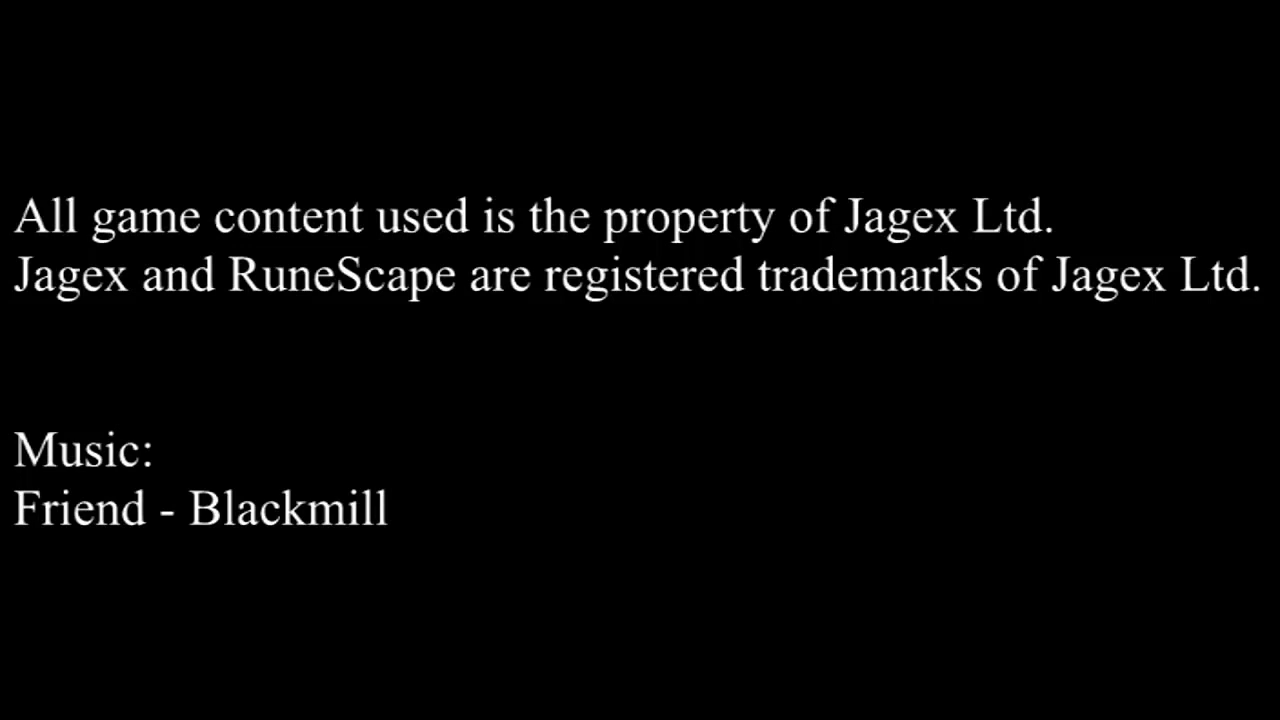 All game content used is the property of Jagex Ltd.
Jagex and RuneScape are registered trademarks of Jagex Ltd.
Music:
Friend - Blackmill